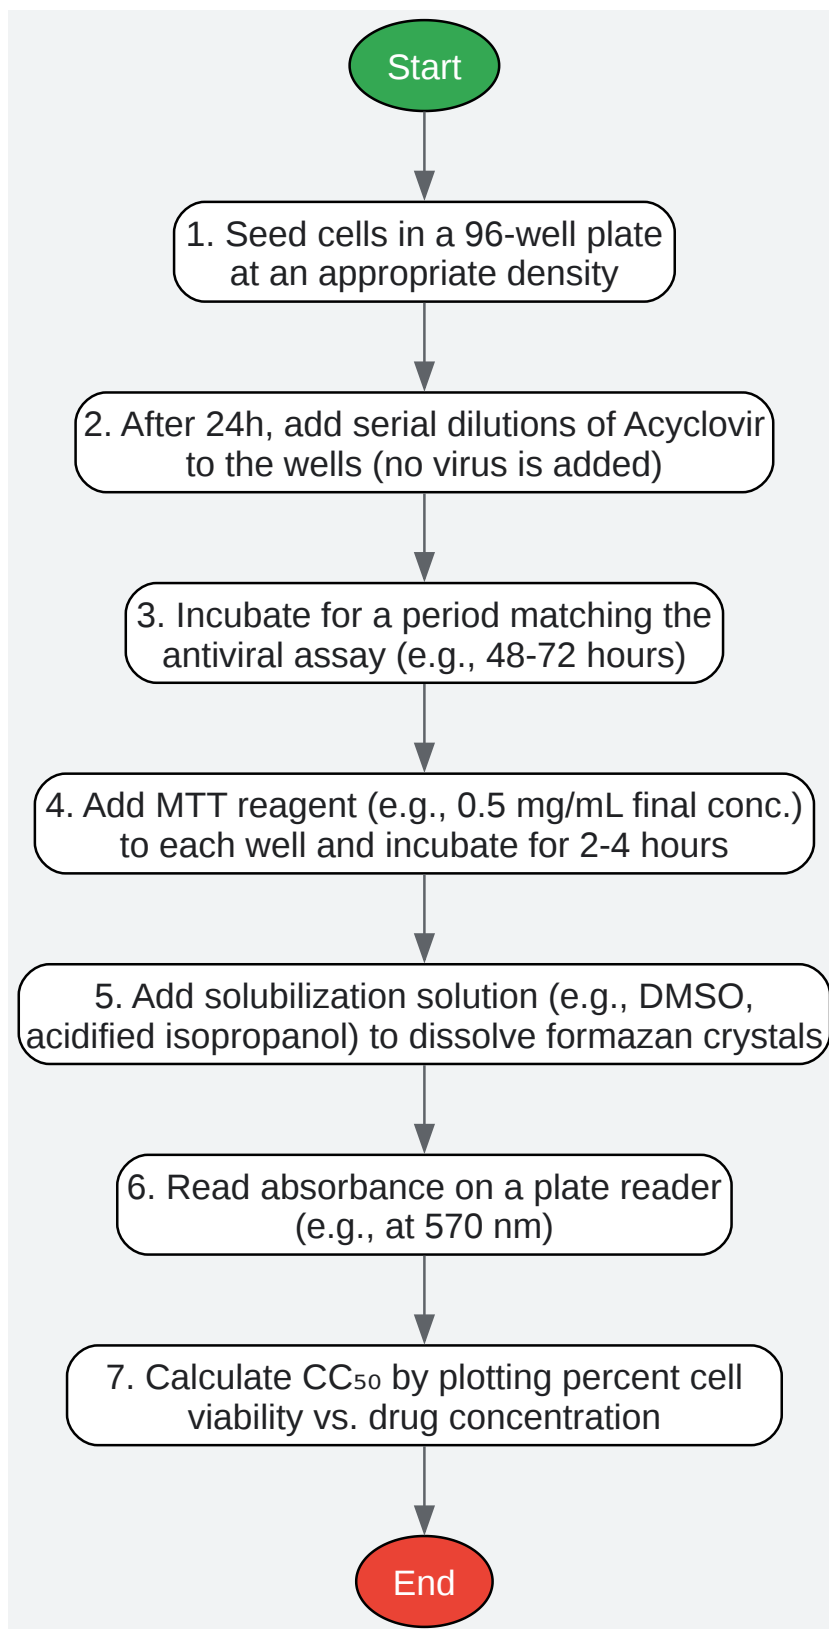 Start
1. Seed cells in a 96-well plate
at an appropriate density
2. After 24h, add serial dilutions of Acyclovir
to the wells (no virus is added)
3. Incubate for a period matching the
antiviral assay (e.g., 48-72 hours)
4. Add MTT reagent (e.g., 0.5 mg/mL final conc.)
to each well and incubate for 2-4 hours
5. Add solubilization solution (e.g., DMSO,
acidified isopropanol) to dissolve formazan crystals
6. Read absorbance on a plate reader
(e.g., at 570 nm)
7. Calculate CC₅₀ by plotting percent cell
viability vs. drug concentration
End